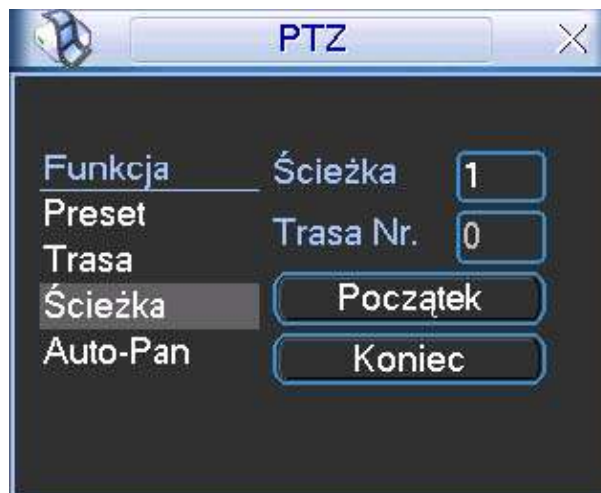 PTZ
Funkcja
Preset
Trasa
Ścieżka
Auto-Pan
Ścieżka 1
Trasa Nr. 0
Początek
Koniec